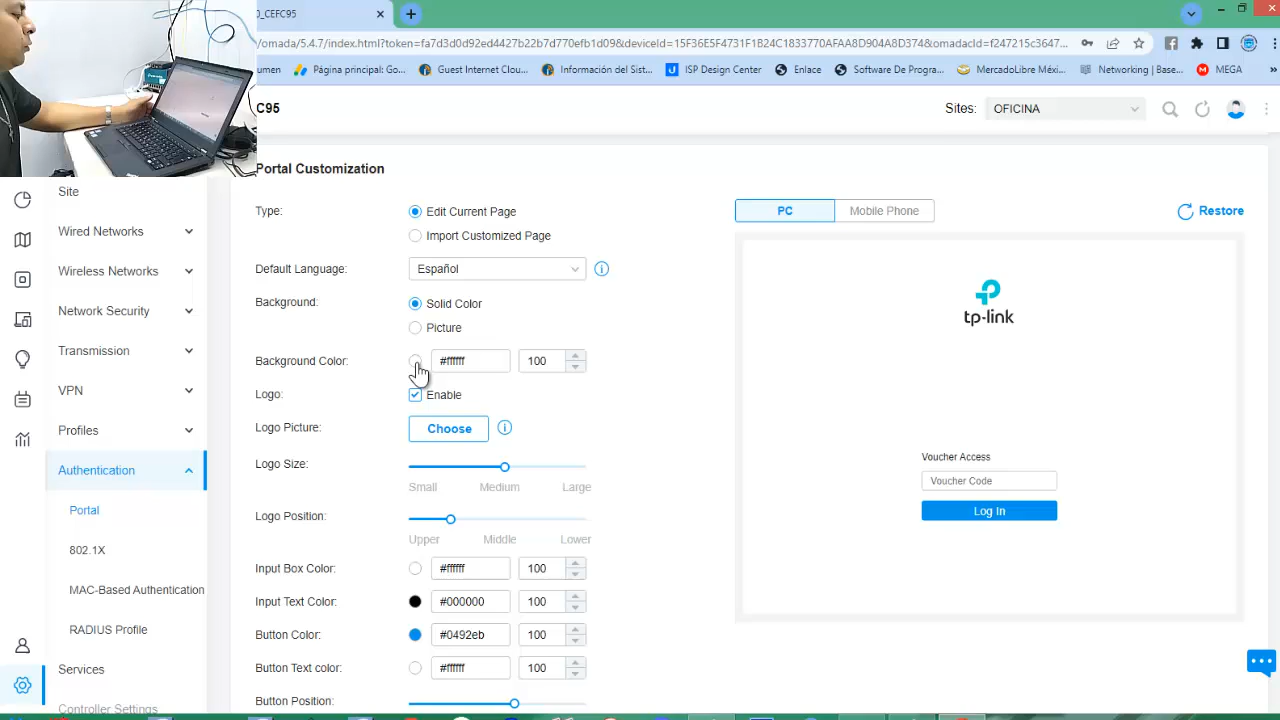 0_CEFC95
/omada/5.4.7/index.html?token=fa7d3d0d92ed4427b22b7d770efb1d09&deviceId=15F36E5F4731F1B24C1833770AFAA8D904A8D374&omadacId=f247215c3647...
umen
Página principal: Go...
Guest Internet Grou...
Información del Sist...
ISP Design Center
Enlace
Software De Progra...
MercadoLibre Méxi...
Networking | Base...
MEGA
C95
Sites:
OFICINA
Portal Customization
Site
Wired Networks
Wireless Networks
Network Security
Transmission
VPN
Profiles
Authentication
Portal
802.1X
MAC-Based Authentication
RADIUS Profile
Services
Controller Settings
Type:
Edit Current Page
Import Customized Page
Default Language:
Español
Background:
Solid Color
Picture
Background Color:
#ffffff
100
Logo:
Enable
Logo Picture:
Choose
Logo Size:
Small
Medium
Large
Logo Position:
Upper
Middle
Lower
Input Box Color:
#ffffff
100
Input Text Color:
#000000
100
Button Color:
#0492eb
100
Button Text color:
#ffffff
100
Button Position:
PC
Mobile Phone
Restore
tp-link
Voucher Access
Voucher Code
Log In